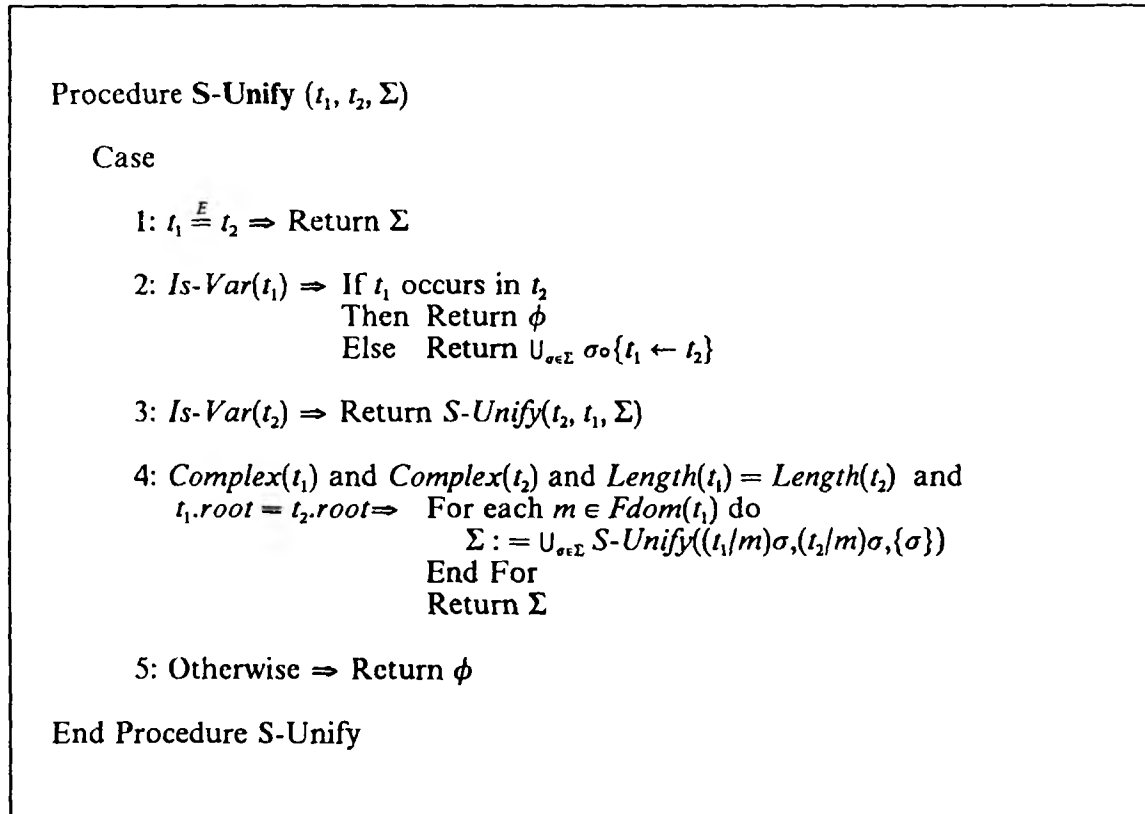 Procedure S-Unify (t₁, t₂, Σ)
Case
1: t₁ ≝ᴱ t₂ ⇒ Return Σ
2: Is-Var(t₁) ⇒ If t₁ occurs in t₂
Then Return ϕ
Else Return ∪_{σϵΣ} σ∘{t₁ ← t₂}
3: Is-Var(t₂) ⇒ Return S-Unify(t₂, t₁, Σ)
4: Complex(t₁) and Complex(t₂) and Length(t₁) = Length(t₂) and
t₁.root = t₂.root⇒ For each m ∈ Fdom(t₁) do
Σ : = ∪_{σϵΣ} S-Unify((t₁/m)σ,(t₂/m)σ,{σ})
End For
Return Σ
5: Otherwise ⇒ Return ϕ
End Procedure S-Unify